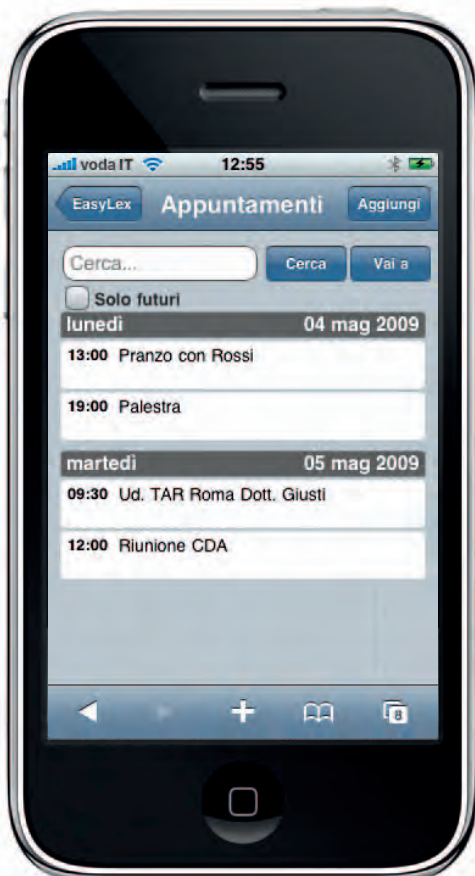 voda IT 12:55
EasyLex Appuntamenti Aggiungi
Cerca... Cerca Vai a
Solo futuri
lunedì 04 mag 2009
13:00 Pranzo con Rossi
19:00 Palestra
martedì 05 mag 2009
09:30 Ud. TAR Roma Dott. Giusti
12:00 Riunione CDA
8